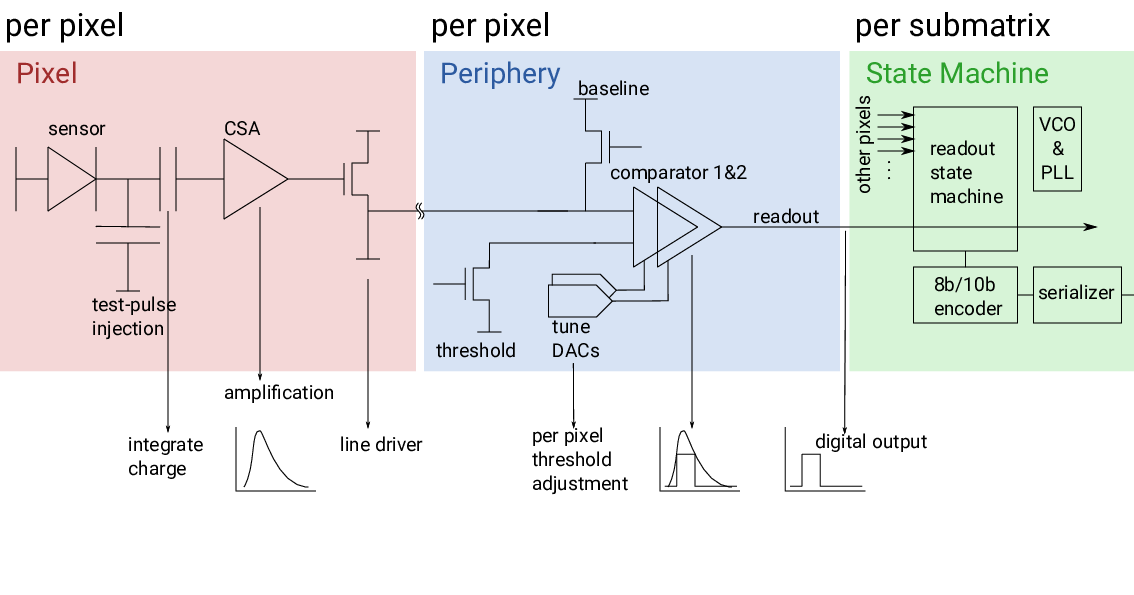 per pixel
per pixel
per submatrix
Pixel
Periphery
State Machine
sensor
CSA
test-pulse
injection
baseline
comparator 1&2
readout
threshold
tune
DACs
other pixels
...
readout
state
machine
VCO
&
PLL
8b/10b
encoder
serializer
amplification
integrate
charge
line driver
per pixel
threshold
adjustment
digital output